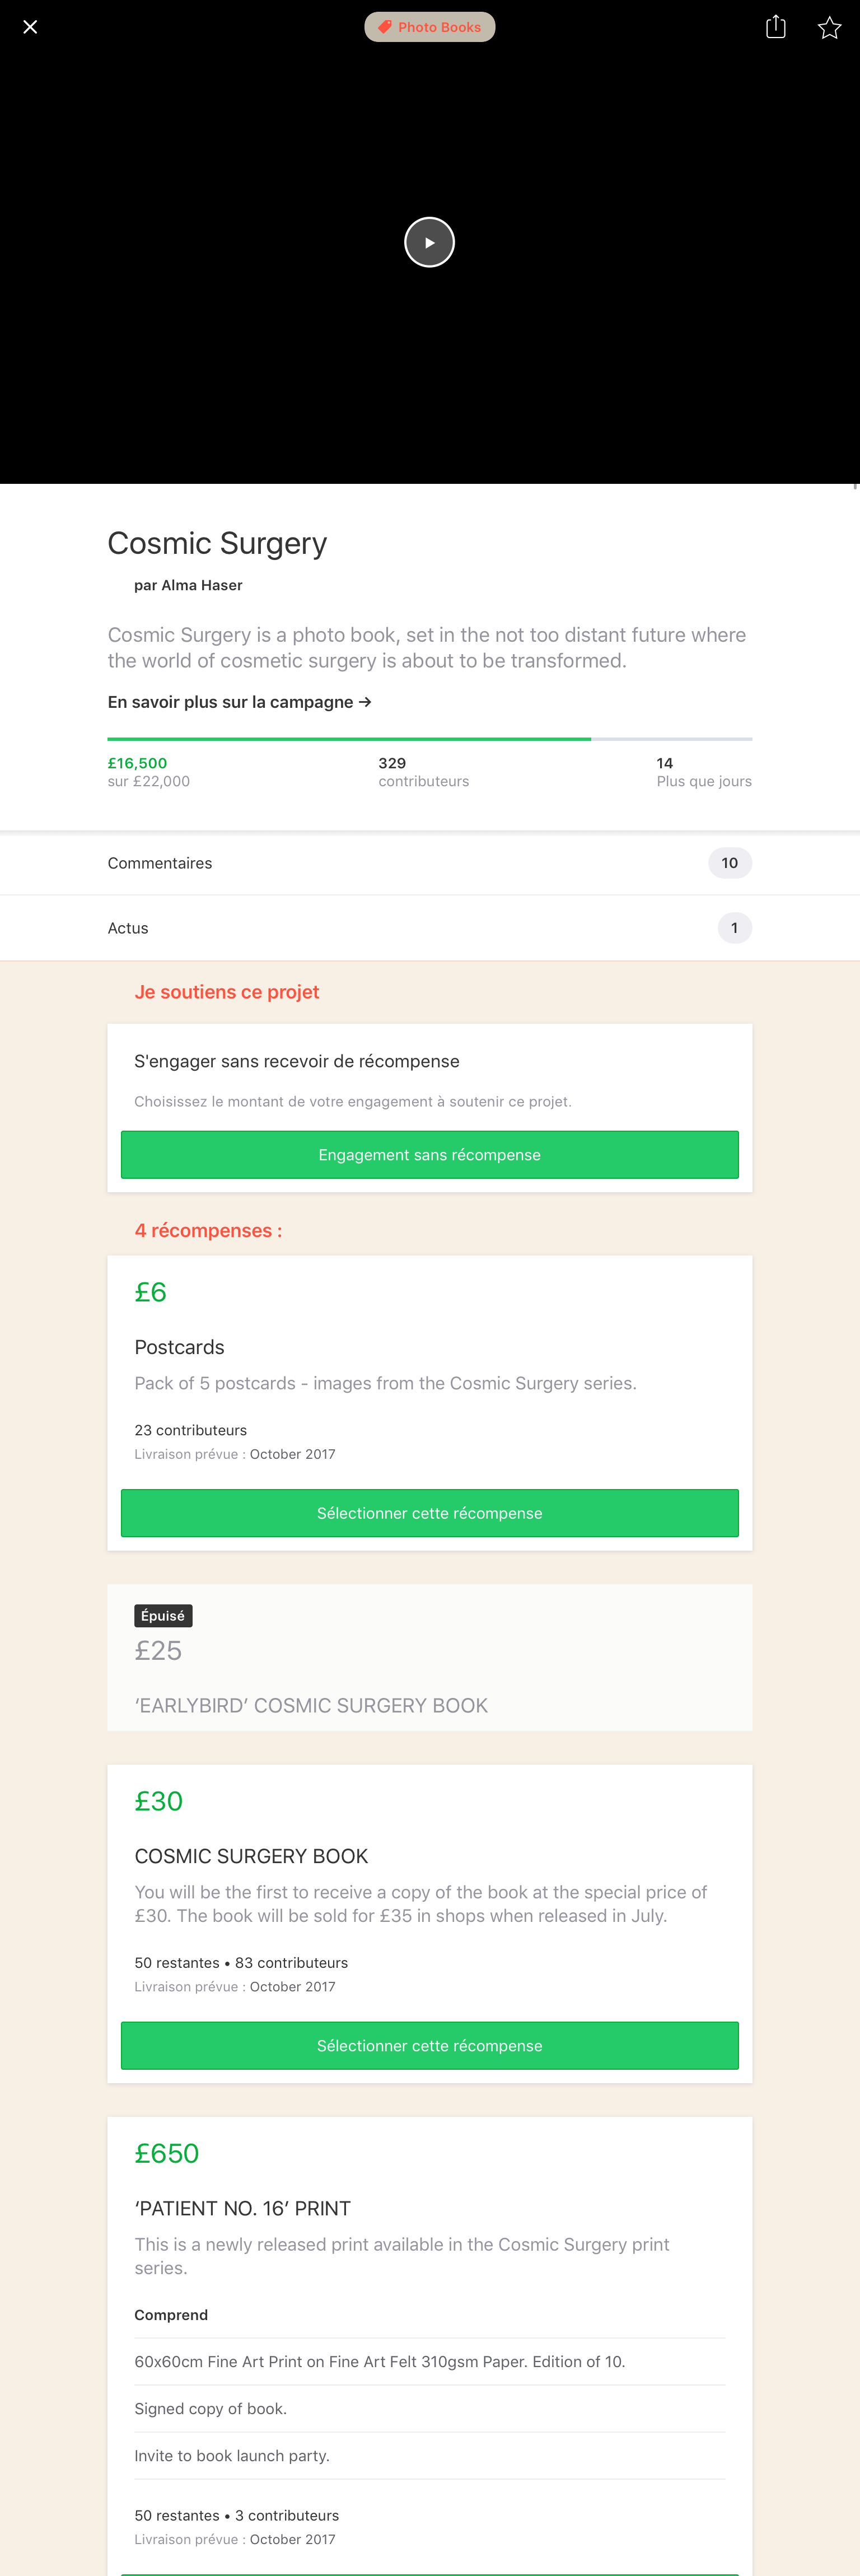 Photo Books
Cosmic Surgery
par Alma Haser
Cosmic Surgery is a photo book, set in the not too distant future where
the world of cosmetic surgery is about to be transformed.
En savoir plus sur la campagne →
£16,500
sur £22,000
329
contributeurs
14
Plus que jours
Commentaires
10
Actus
1
Je soutiens ce projet
S'engager sans recevoir de récompense
Choisissez le montant de votre engagement à soutenir ce projet.
Engagement sans récompense
4 récompenses :
£6
Postcards
Pack of 5 postcards - images from the Cosmic Surgery series.
23 contributeurs
Livraison prévue : October 2017
Sélectionner cette récompense
Épuisé
£25
‘EARLYBIRD’ COSMIC SURGERY BOOK
£30
COSMIC SURGERY BOOK
You will be the first to receive a copy of the book at the special price of
£30. The book will be sold for £35 in shops when released in July.
50 restantes • 83 contributeurs
Livraison prévue : October 2017
Sélectionner cette récompense
£650
‘PATIENT NO. 16’ PRINT
This is a newly released print available in the Cosmic Surgery print
series.
Comprend
60x60cm Fine Art Print on Fine Art Felt 310gsm Paper. Edition of 10.
Signed copy of book.
Invite to book launch party.
50 restantes • 3 contributeurs
Livraison prévue : October 2017